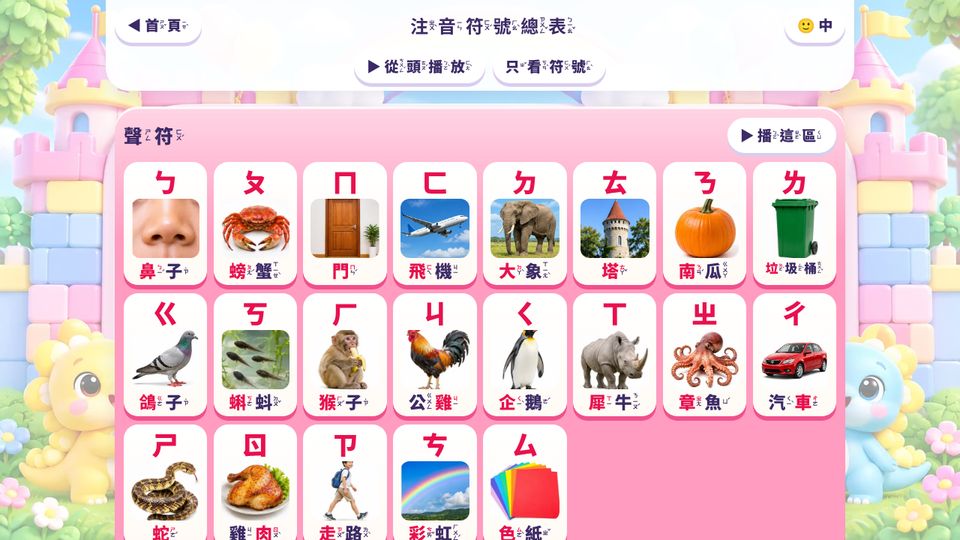 ◀ 首頁
注音符號總表
🙂 中
▶ 從頭播放
只看符號
聲符
▶ 播這區
ㄅ ㄆ ㄇ ㄈ ㄉ ㄊ ㄋ ㄌ
鼻子 螃蟹 門 飛機 大象 塔 南瓜 垃圾桶
ㄍ ㄎ ㄏ ㄐ ㄑ ㄒ ㄓ ㄔ
鴿子 蝌蚪 猴子 公雞 企鵝 犀牛 章魚 汽車
ㄕ ㄖ ㄗ ㄘ ㄙ
蛇 雞肉 走路 彩虹 色紙